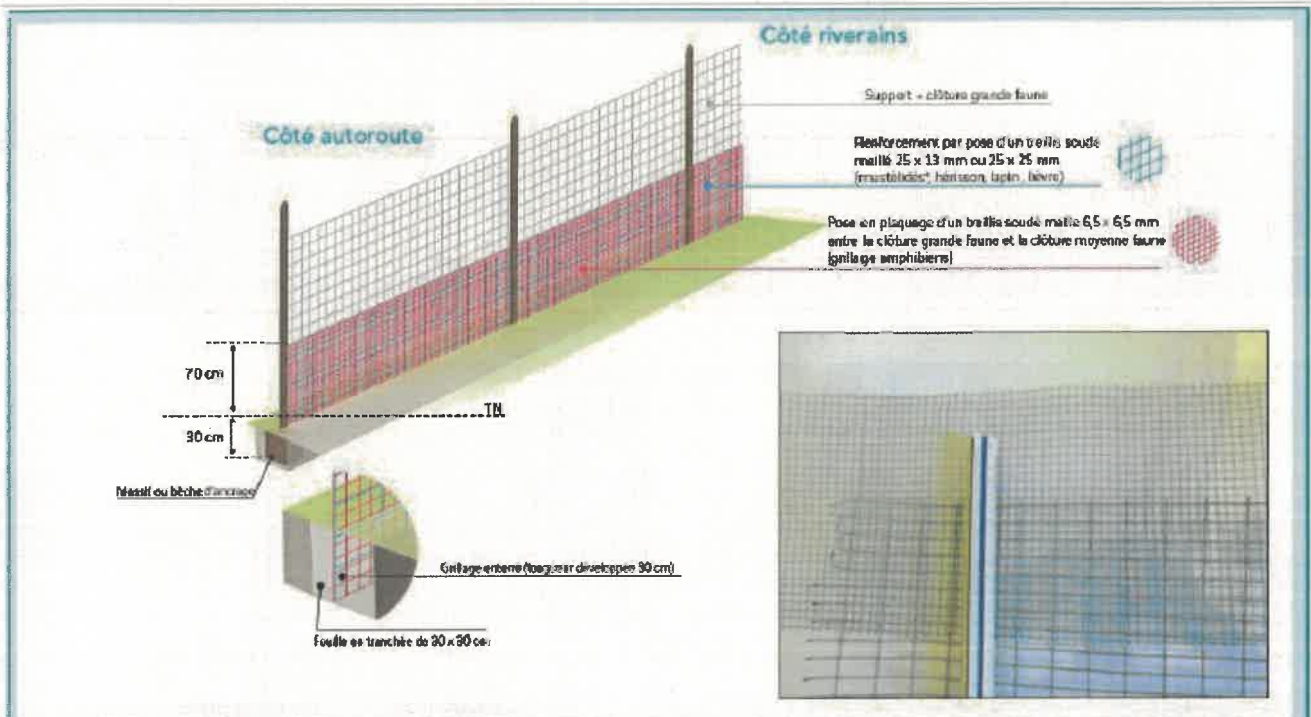 Côté riverains
Côté autoroute
Support + clôture grande faune
Renforcement par pose d'un treillis soudé
maille 25 x 13 mm ou 25 x 25 mm
(mustélidés*, hérisson, lapin, lièvre)
Pose en plaquage d'un treillis soudé maille 6,5 x 6,5 mm
entre la clôture grande faune et la clôture moyenne faune
(grillage amphibiens)
70 cm
TN
30 cm
Massif ou bêche d'ancrage
Grillage enterré (longueur développée 30 cm)
Fouille en tranchée de 30 x 30 cm